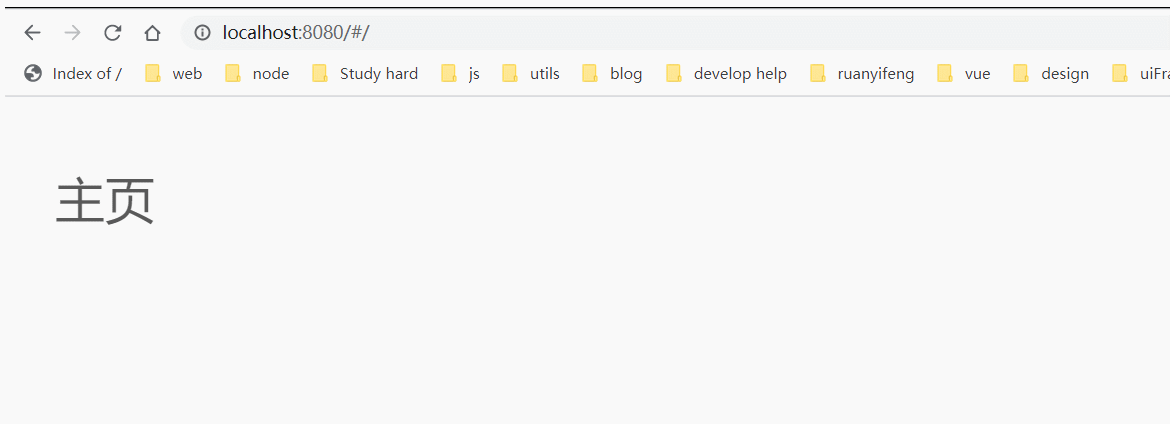 localhost:8080/#/
Index of / web node Study hard js utils blog develop help ruanyifeng vue design uiFra
主页